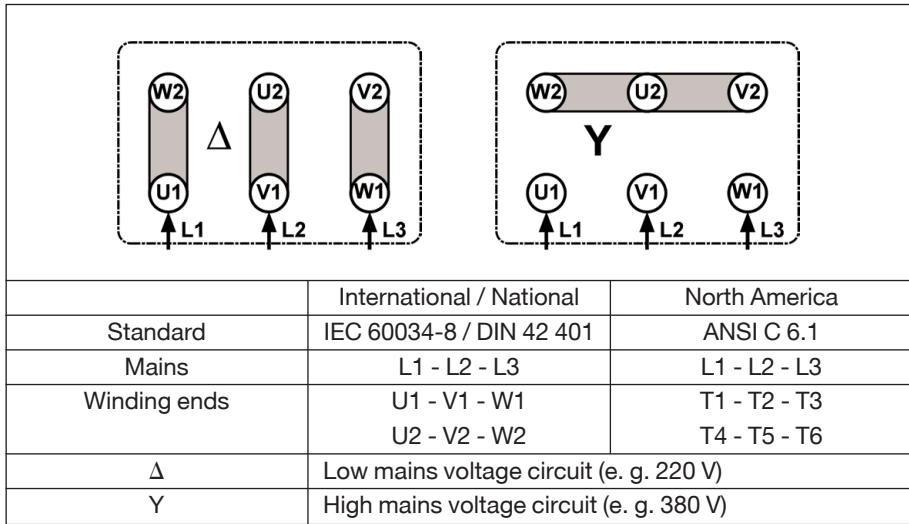 W2 U2 V2
Δ
U1 V1 W1
L1 L2 L3
W2 U2 V2
Y
U1 V1 W1
L1 L2 L3
International / National North America
Standard IEC 60034-8 / DIN 42 401 ANSI C 6.1
Mains L1 - L2 - L3 L1 - L2 - L3
Winding ends U1 - V1 - W1 T1 - T2 - T3
U2 - V2 - W2 T4 - T5 - T6
Δ Low mains voltage circuit (e. g. 220 V)
Y High mains voltage circuit (e. g. 380 V)